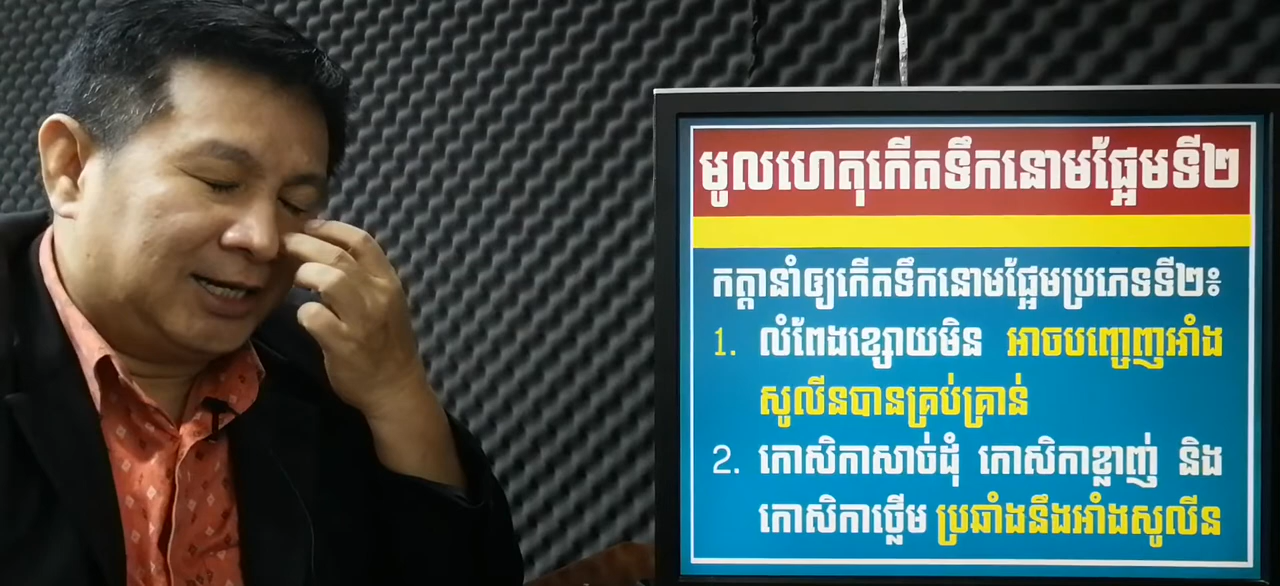 មូលហេតុកើតទឹកនោមផ្អែមទី២
កត្តានាំឲ្យកើតទឹកនោមផ្អែមប្រភេទទី២៖
1. លំពែងខ្សោយមិន អាចបញ្ចេញអាំង
សូលីនបានគ្រប់គ្រាន់
2. កោសិកាសាច់ដុំ កោសិកាខ្លាញ់ និង
កោសិកាថ្លើម ប្រឆាំងនឹងអាំងសូលីន